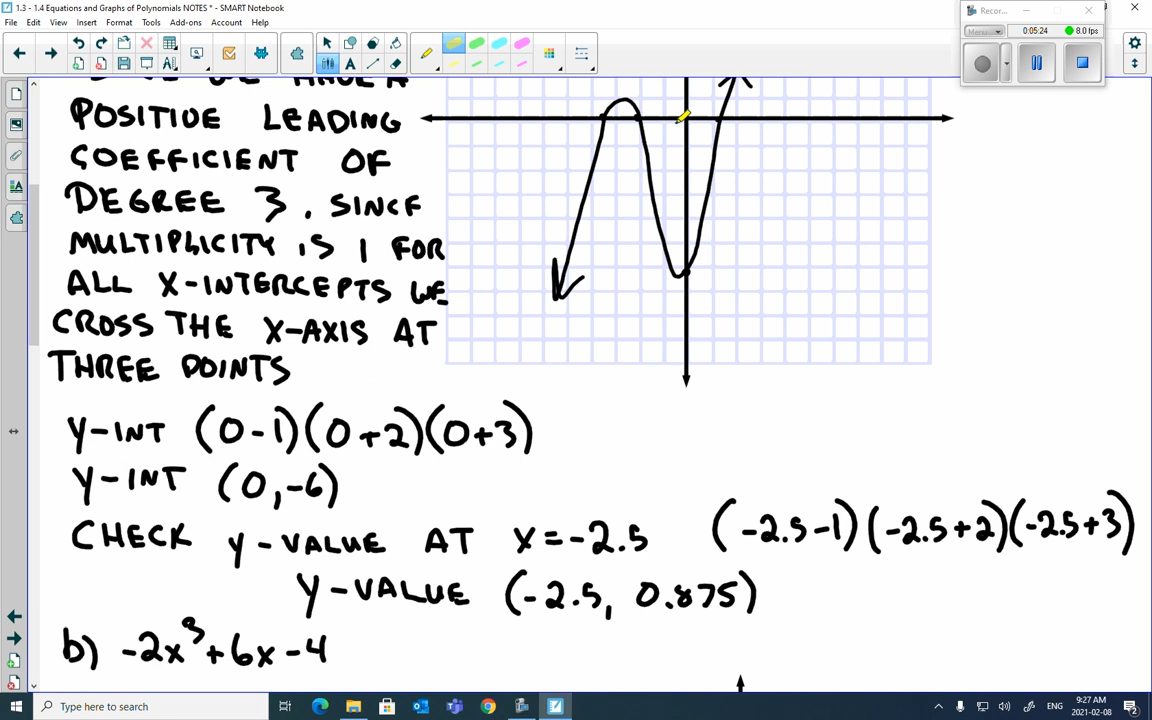 1.3 - 1.4 Equations and Graphs of Polynomials NOTES * - SMART Notebook
Recor...
File Edit View Insert Format Tools Add-ons Account Help
Menu
0:05:24
8.0 fps
POSITIVE LEADING
COEFFICIENT OF
DEGREE 3. SINCE
MULTIPLICITY IS 1 FOR
ALL X-INTERCEPTS WE
CROSS THE X-AXIS AT
THREE POINTS
Y-INT (0-1)(0+2)(0+3)
Y-INT (0,-6)
CHECK Y-VALUE AT X=-2.5 (-2.5-1)(-2.5+2)(-2.5+3)
Y-VALUE (-2.5, 0.875)
b) -2x³+6x-4
Type here to search
ENG
9:27 AM
2021-02-08
2